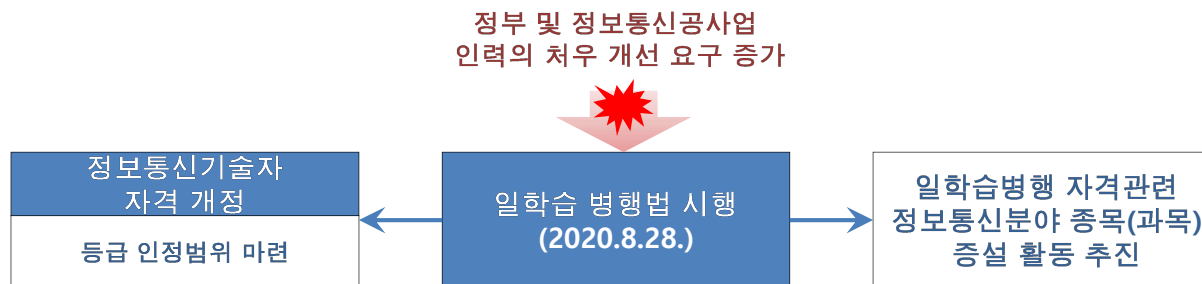 정부 및 정보통신공사업
인력의 처우 개선 요구 증가
정보통신기술자
자격 개정
등급 인정범위 마련
일학습 병행법 시행
(2020.8.28.)
일학습병행 자격관련
정보통신분야 종목(과목)
증설 활동 추진